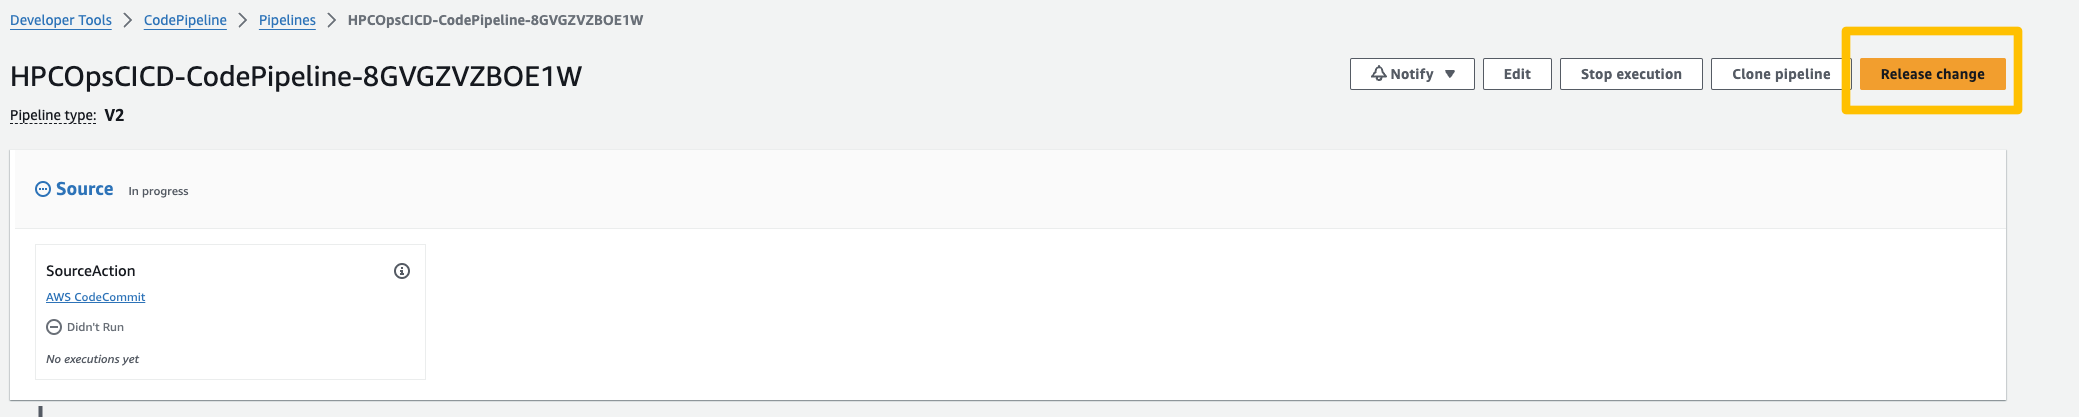 Developer Tools > CodePipeline > Pipelines > HPCOpsCICD-CodePipeline-8GVGZVZBOE1W
HPCOpsCICD-CodePipeline-8GVGZVZBOE1W
Notify Edit Stop execution Clone pipeline Release change
Pipeline type: V2
Source In progress
SourceAction
AWS CodeCommit
Didn't Run
No executions yet